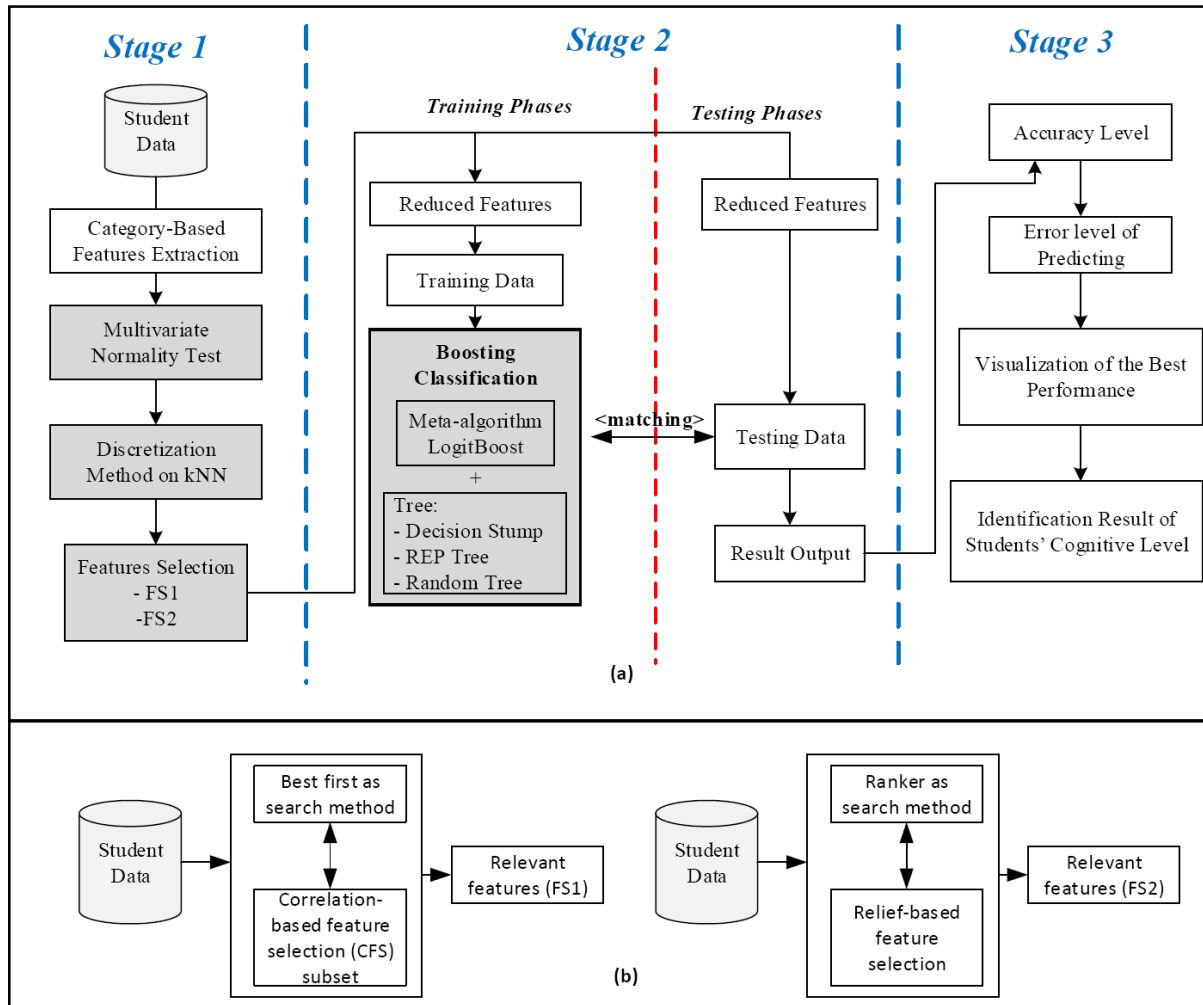 Stage 1
Student
Data
Category-Based
Features Extraction
Multivariate
Normality Test
Discretization
Method on kNN
Features Selection
- FS1
-FS2
Stage 2
Training Phases
Testing Phases
Reduced Features
Training Data
Boosting
Classification
Meta-algorithm
LogitBoost
+
Tree:
- Decision Stump
- REP Tree
- Random Tree
<matching>
Reduced Features
Testing Data
Result Output
Stage 3
Accuracy Level
Error level of
Predicting
Visualization of the Best
Performance
Identification Result of
Students’ Cognitive Level
(a)
Student
Data
Best first as
search method
Correlation-
based feature
selection (CFS)
subset
Relevant
features (FS1)
Student
Data
Ranker as
search method
Relief-based
feature
selection
Relevant
features (FS2)
(b)